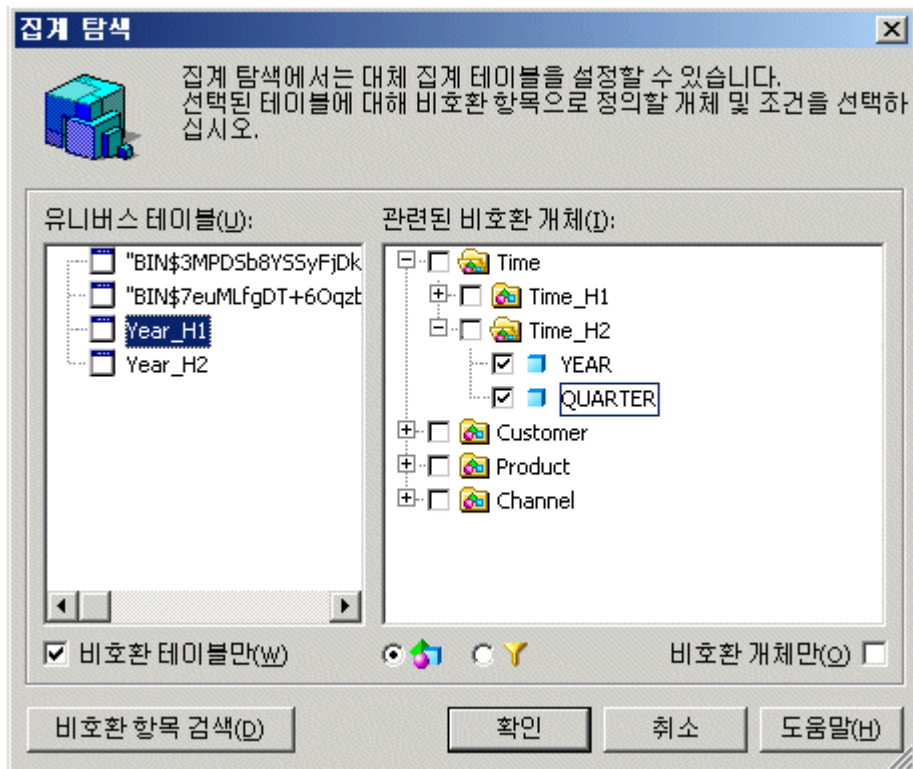 집계 탐색
집계 탐색에서는 대체 집계 테이블을 설정할 수 있습니다.
선택된 테이블에 대해 비호환 항목으로 정의할 개체 및 조건을 선택하
십시오.
유니버스 테이블(U):
관련된 비호환 개체(I):
"BIN$3MPDSb8YSSyFjDk
"BIN$7euMLfgDT+6Oqzb
Year_H1
Year_H2
Time
Time_H1
Time_H2
YEAR
QUARTER
Customer
Product
Channel
비호환 테이블만(W)
비호환 개체만(O)
비호환 항목 검색(D)
확인
취소
도움말(H)